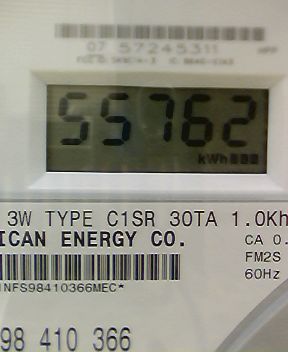 07 57245311
55762
kWh
3W TYPE C1SR 30TA 1.0Kh
ICAN ENERGY CO.
CA 0.
FM2S
60Hz
NFS98410366MEC*
98 410 366